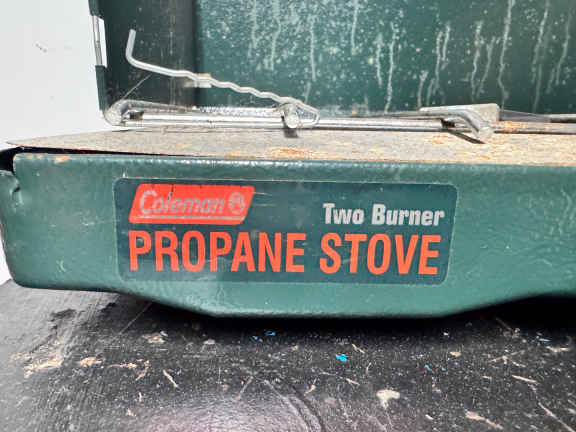 Coleman
Two Burner
PROPANE STOVE